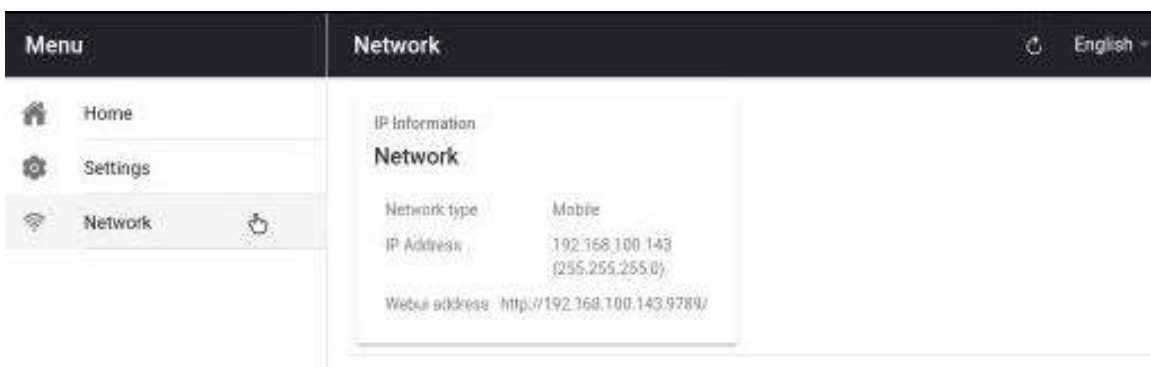 Menu
Network
English
Home
Settings
Network
IP Information
Network
Network type Mobile
IP Address 192.168.100.143
(255.255.255.0)
Webui address http://192.168.100.143:9789/